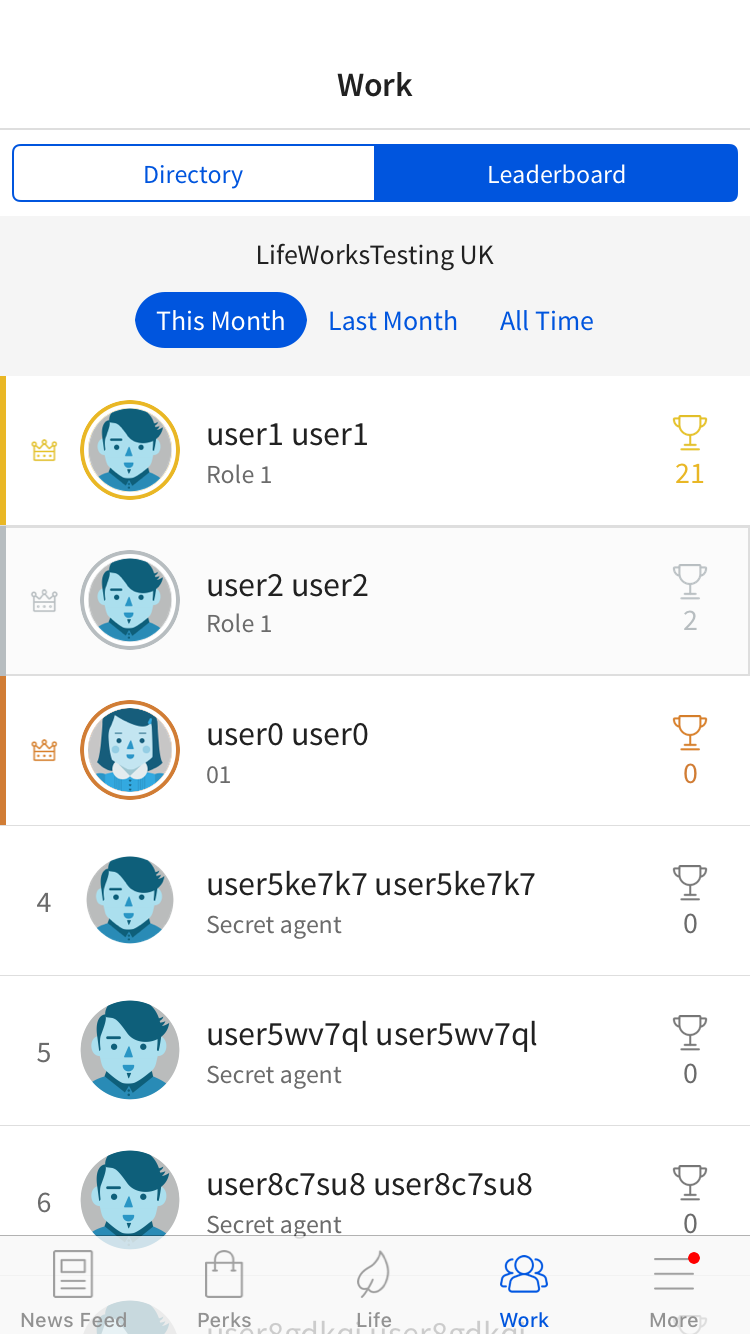 Work
Directory
Leaderboard
LifeWorksTesting UK
This Month
Last Month
All Time
user1 user1
Role 1
21
user2 user2
Role 1
2
user0 user0
01
0
4
user5ke7k7 user5ke7k7
Secret agent
0
5
user5wv7ql user5wv7ql
Secret agent
0
6
user8c7su8 user8c7su8
Secret agent
0
News Feed
Perks
Life
Work
More